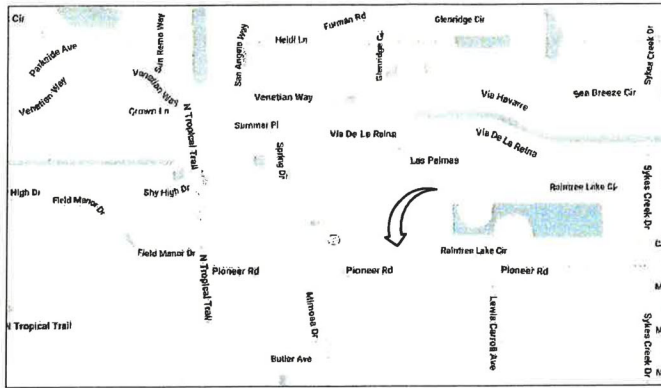 Cir
Furman Rd
Glenridge Cir
Parkside Ave
San Remo Way
San Angelo Way
Heidi Ln
Glenridge Cir
Sykes Creek Dr
Venetian Way
Venetian Way
Venetian Way
Via Havarre
Sea Breeze Cir
Crown Ln
N Tropical Trail
Summer Pl
Via De La Reina
Via De La Reina
Spring Dr
Las Palmas
High Dr
Field Manor Dr
Shy High Dr
Raintree Lake Cir
Sykes Creek Dr
Field Manor Dr
N Tropical Trail
Pioneer Rd
Pioneer Rd
Raintree Lake Cir
Pioneer Rd
N Tropical Trail
Mimosa Dr
Lewis Carroll Ave
Sykes Creek Dr
Butler Ave
M
M
M